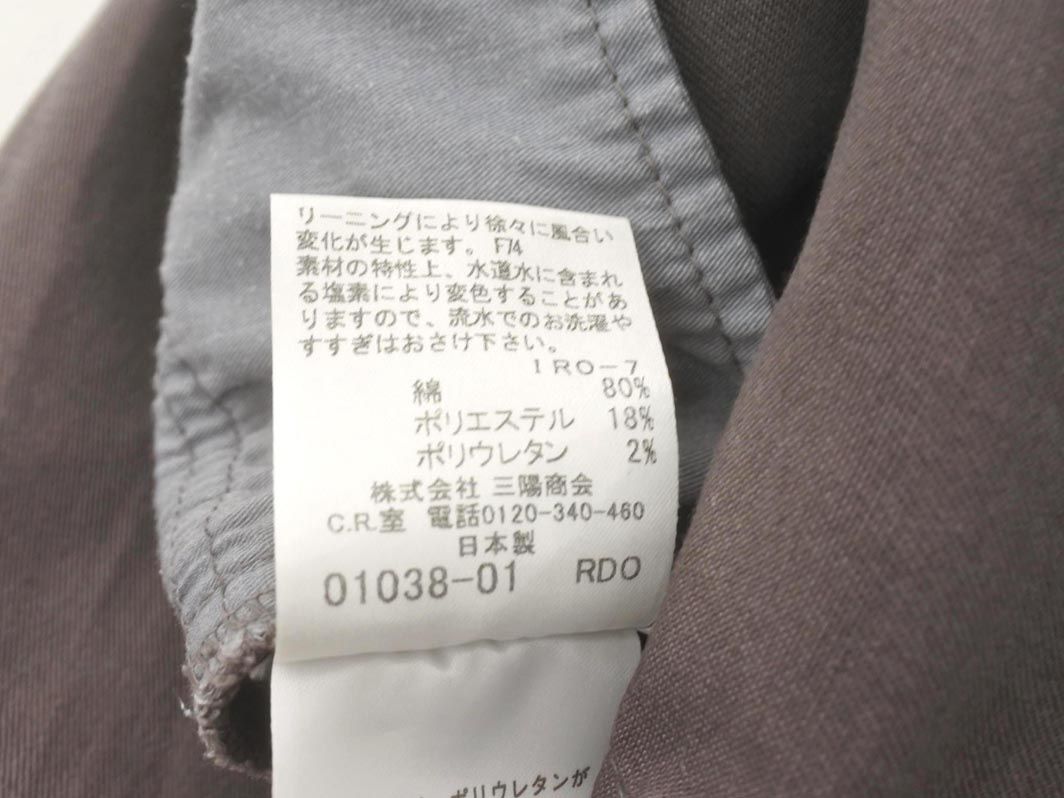 リーニングにより徐々に風合い
変化が生じます。 F74
素材の特性上、水道水に含まれ
る塩素により変色することがあ
りますので、流水でのお洗濯や
すすぎはおさけ下さい。
IRO-7
綿 80%
ポリエステル 18%
ポリウレタン 2%
株式会社 三陽商会
C.R.室 電話0120-340-460
日本製
01038-01 RDO
ポリウレタンが